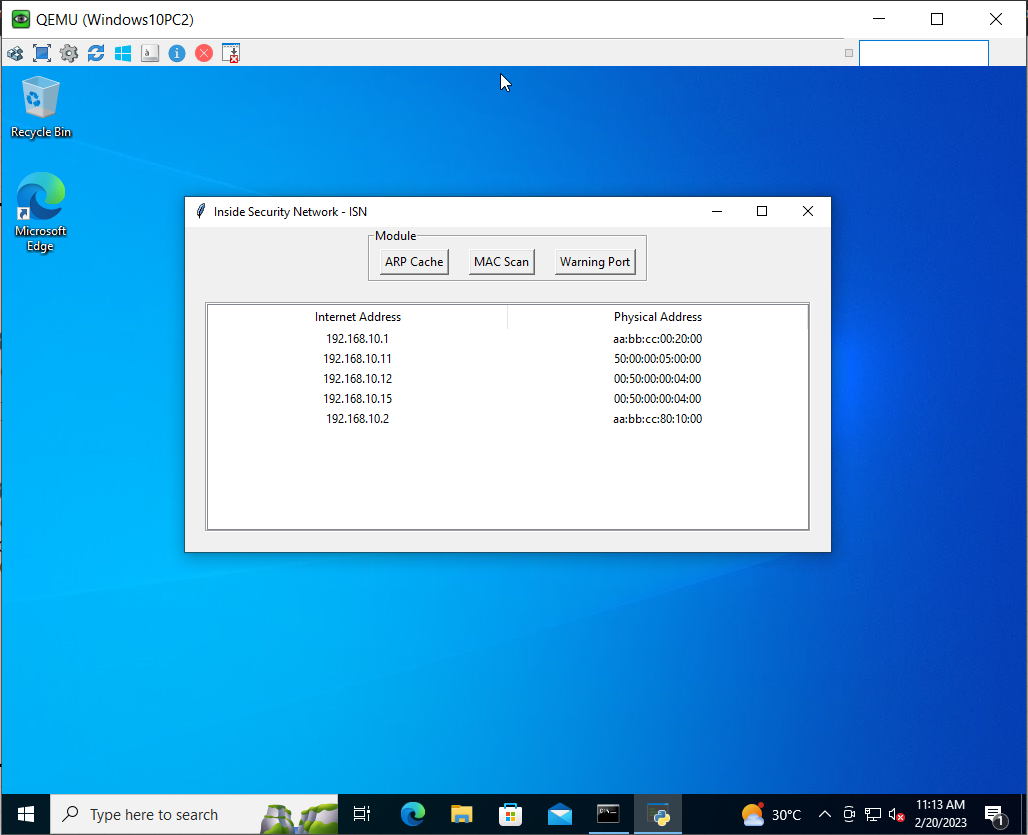 QEMU (Windows10PC2)
Recycle Bin
Microsoft
Edge
Inside Security Network - ISN
Module
ARP Cache MAC Scan Warning Port
Internet Address Physical Address
192.168.10.1 aa:bb:cc:00:20:00
192.168.10.11 50:00:00:05:00:00
192.168.10.12 00:50:00:00:04:00
192.168.10.15 00:50:00:00:04:00
192.168.10.2 aa:bb:cc:80:10:00
Type here to search
30°C
11:13 AM
2/20/2023
1